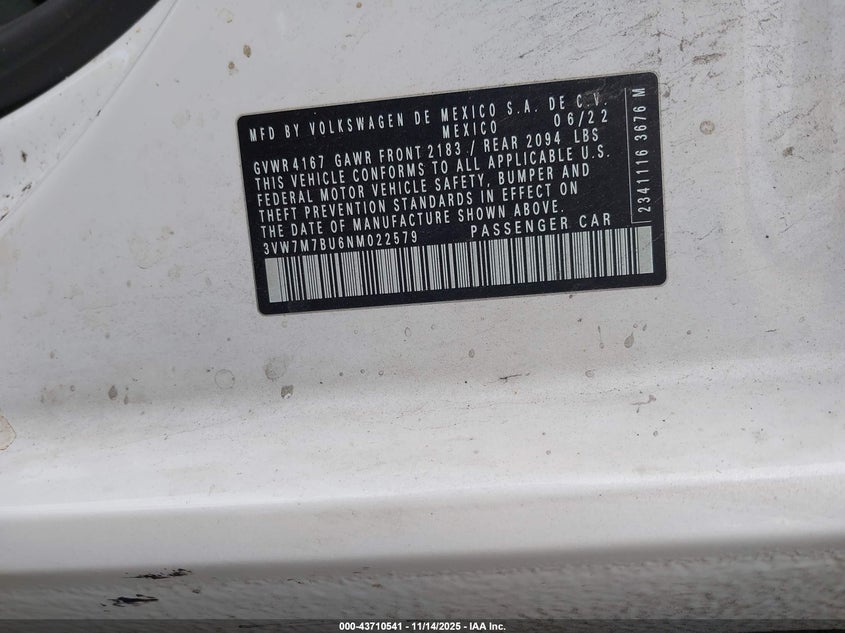 MFD BY VOLKSWAGEN DE MEXICO S.A. DE C.V.
MEXICO 06/22
GVWR 4167 GAWR FRONT 2183 / REAR 2094 LBS
THIS VEHICLE CONFORMS TO ALL APPLICABLE U.S.
FEDERAL MOTOR VEHICLE SAFETY, BUMPER AND
THEFT PREVENTION STANDARDS IN EFFECT ON
THE DATE OF MANUFACTURE SHOWN ABOVE.
3VW7M7BU6NM022579 PASSENGER CAR
2341116 3676 M
000-43710541 | 11/14/2025 - IAA Inc.